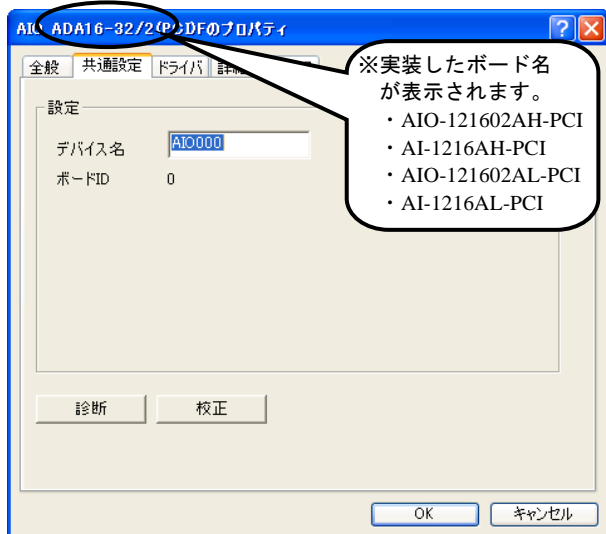 AIO ADA16-32/2(PCI)Fのプロパティ
全般 共通設定 ドライバ
※実装したボード名
が表示されます。
・AIO-121602AH-PCI
・AI-1216AH-PCI
・AIO-121602AL-PCI
・AI-1216AL-PCI
設定
デバイス名 AIO000
ボードID 0
診断 校正
OK キャンセル